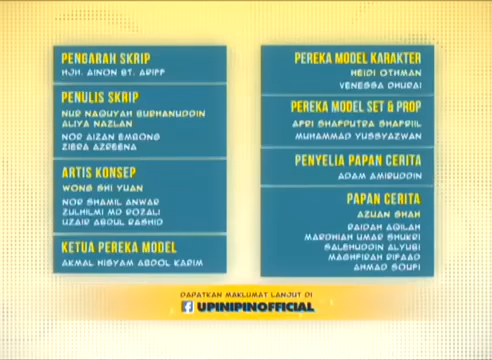 PENGARAH SKRIP
HJH. AINON BT. ARIFF
PENULIS SKRIP
NUR NAQUYAH BURHANUDDIN
ALIYA NAZLAN
NOR AIZAN EMBONG
ZIERA AZREENA
ARTIS KONSEP
WONG SHI YUAN
NOR SHAMIL ANWAR
ZULHILMI MD ROZALI
UZAIR ABDUL RASHID
KETUA PEREKA MODEL
AKMAL HISYAM ABDOL KARIM
PEREKA MODEL KARAKTER
HEIDI OTHMAN
VENESSA DHURAI
PEREKA MODEL SET & PROP
APRI SHAPPUTRA SHAPRIIL
MUHAMMAD YUSSYAZWAN
PENYELIA PAPAN CERITA
ADAM AMIRUDDIN
PAPAN CERITA
AZUAN SHAH
RAIDAH AQILAH
MARDHIAH UMAR SHUKRI
SALEHUDDIN ALYUBI
MAGHFIRAH RIFAAD
AHMAD SOUFI
DAPATKAN MAKLUMAT LANJUT DI
UPINIPINOFFICIAL